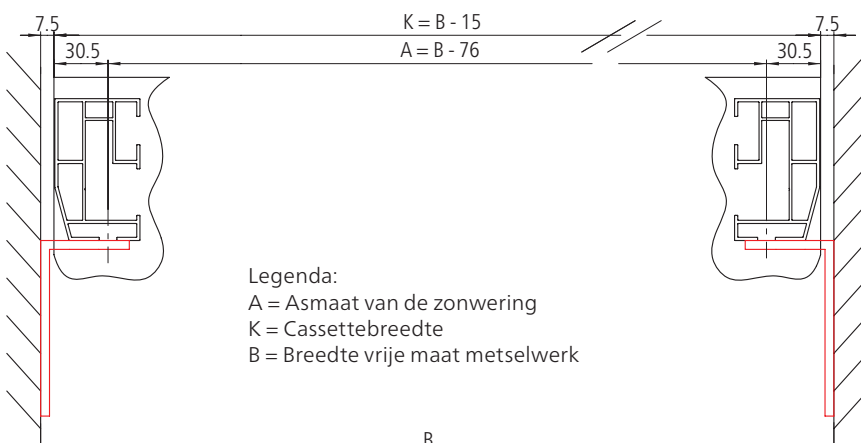 K = B - 15
7.5 7.5
30.5 A = B - 76 30.5
Legenda:
A = Asmaat van de zonwering
K = Cassettebreedte
B = Breedte vrije maat metselwerk
B